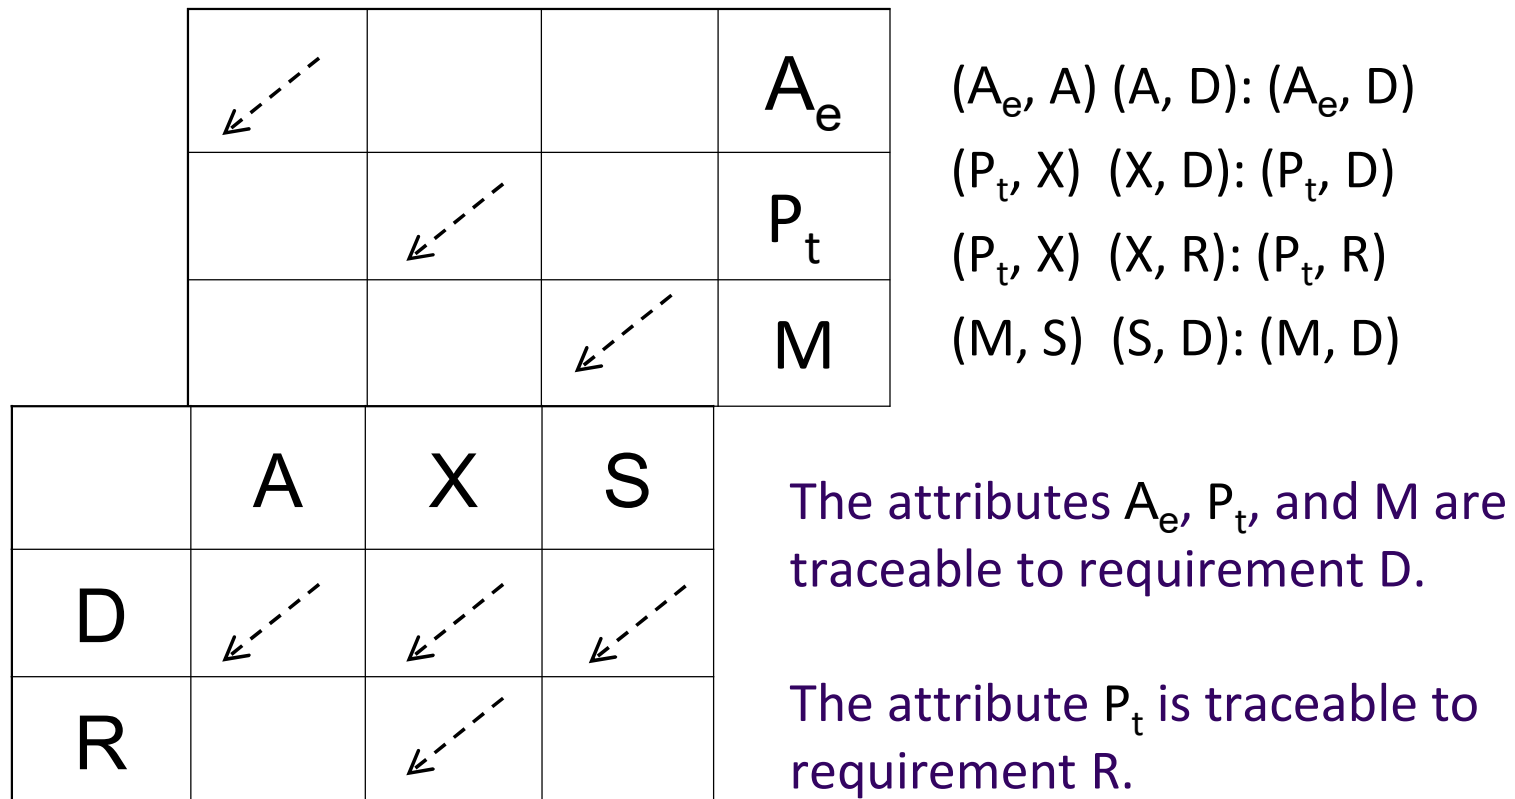 Aₑ
Pₜ
M
A X S
D
R
(Aₑ, A) (A, D): (Aₑ, D)
(Pₜ, X) (X, D): (Pₜ, D)
(Pₜ, X) (X, R): (Pₜ, R)
(M, S) (S, D): (M, D)
The attributes Aₑ, Pₜ, and M are
traceable to requirement D.
The attribute Pₜ is traceable to
requirement R.